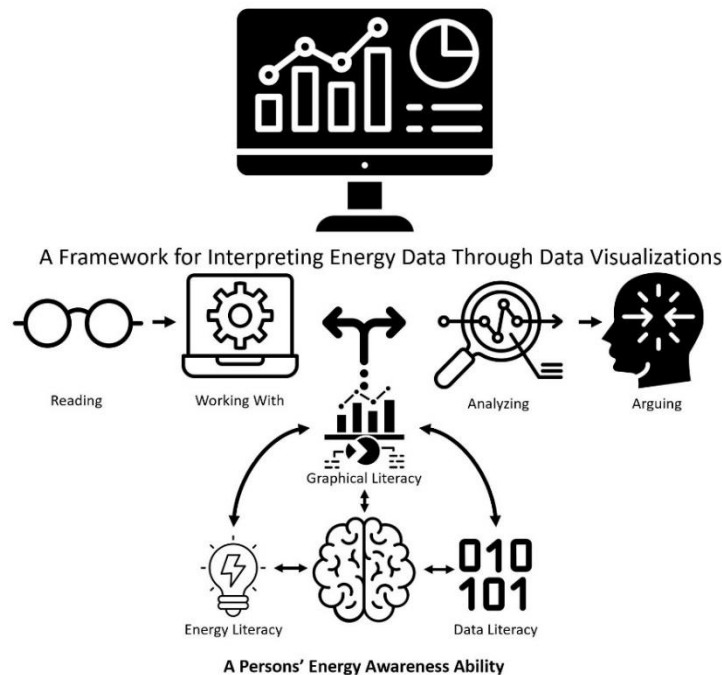 A Framework for Interpreting Energy Data Through Data Visualizations
Reading
Working With
Analyzing
Arguing
Graphical Literacy
010
101
Energy Literacy
Data Literacy
A Persons' Energy Awareness Ability